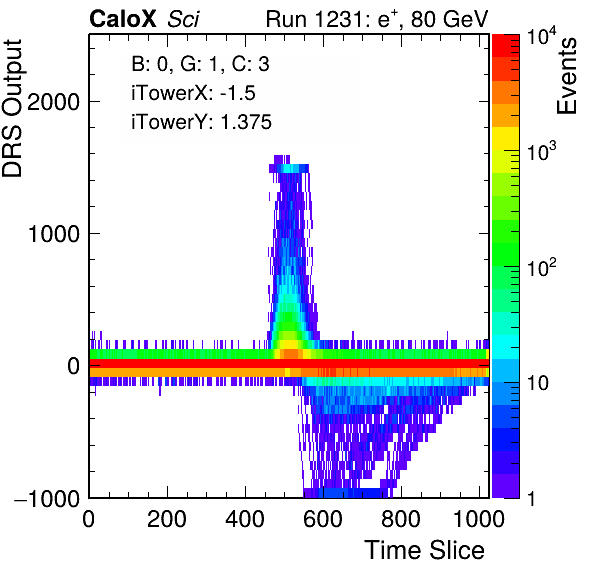 CaloX Sci
Run 1231: e+, 80 GeV
B: 0, G: 1, C: 3
iTowerX: -1.5
iTowerY: 1.375
DRS Output
2000
1000
0
−1000
0 200 400 600 800 1000
Time Slice
Events
10^4
10^3
10^2
10
1